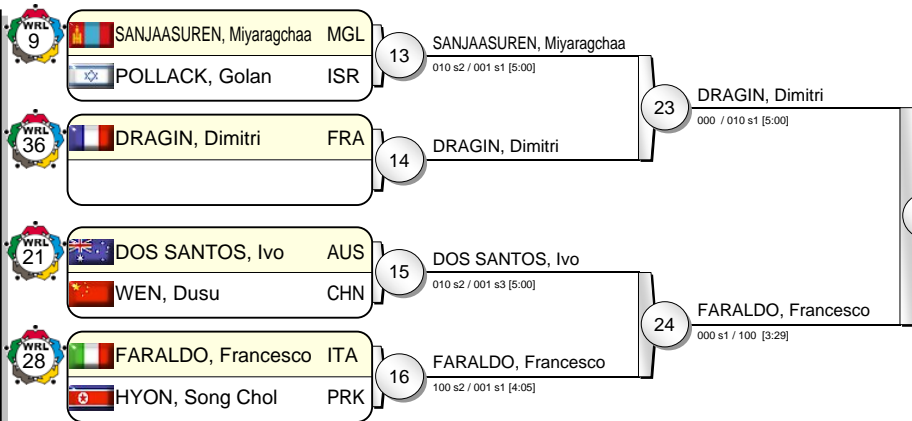 WRL
9
SANJAASUREN, Miyaragchaa MGL
POLLACK, Golan ISR
13
SANJAASUREN, Miyaragchaa
010 s2 / 001 s1 [5:00]
WRL
36
DRAGIN, Dimitri FRA
14
DRAGIN, Dimitri
23
DRAGIN, Dimitri
000 / 010 s1 [5:00]
WRL
21
DOS SANTOS, Ivo AUS
WEN, Dusu CHN
15
DOS SANTOS, Ivo
010 s2 / 001 s3 [5:00]
WRL
28
FARALDO, Francesco ITA
HYON, Song Chol PRK
16
FARALDO, Francesco
100 s2 / 001 s1 [4:05]
24
FARALDO, Francesco
000 s1 / 100 [3:29]